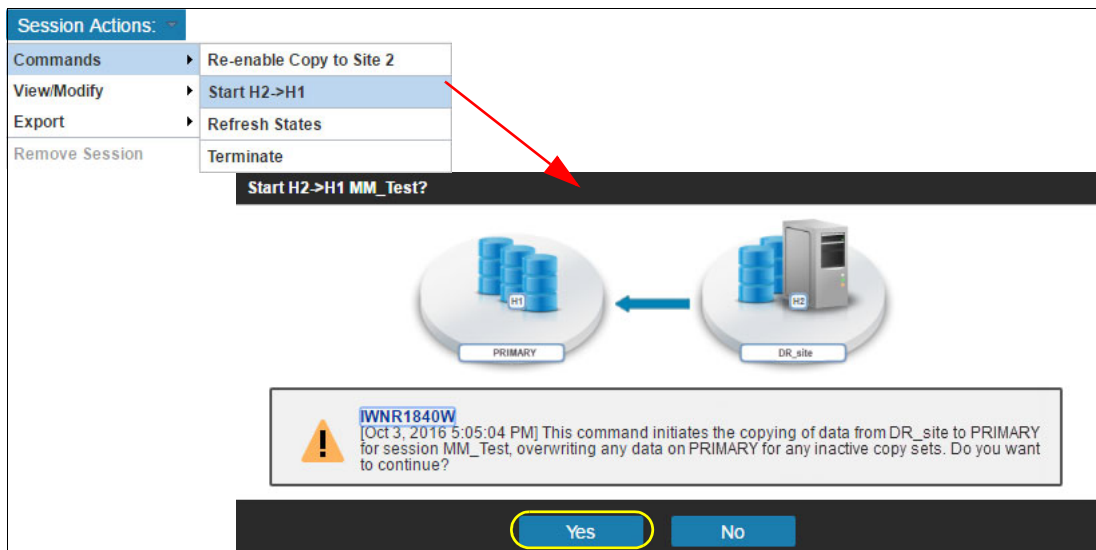 Session Actions:
Commands
Re-enable Copy to Site 2
View/Modify
Start H2->H1
Export
Refresh States
Remove Session
Terminate
Start H2->H1 MM_Test?
H1
H2
PRIMARY
DR_site
IWNR1840W
[Oct 3, 2016 5:05:04 PM] This command initiates the copying of data from DR_site to PRIMARY
for session MM_Test, overwriting any data on PRIMARY for any inactive copy sets. Do you want
to continue?
Yes
No